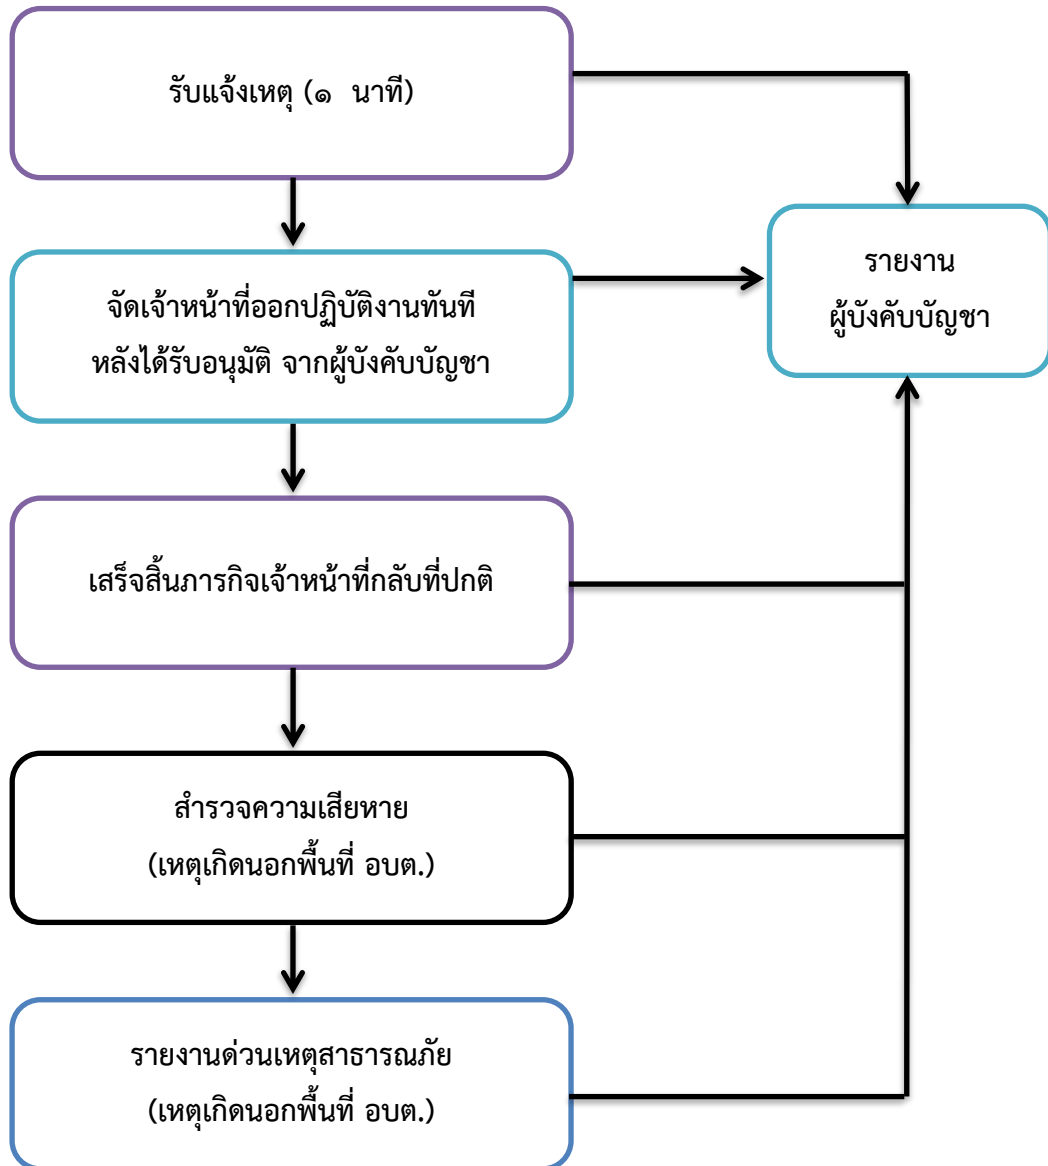 รับแจ้งเหตุ (๑ นาที)
รายงาน
ผู้บังคับบัญชา
จัดเจ้าหน้าที่ออกปฏิบัติงานทันที
หลังได้รับอนุมัติ จากผู้บังคับบัญชา
เสร็จสิ้นภารกิจเจ้าหน้าที่กลับที่ปกติ
สำรวจความเสียหาย
(เหตุเกิดนอกพื้นที่ อบต.)
รายงานด่วนเหตุสาธารณภัย
(เหตุเกิดนอกพื้นที่ อบต.)